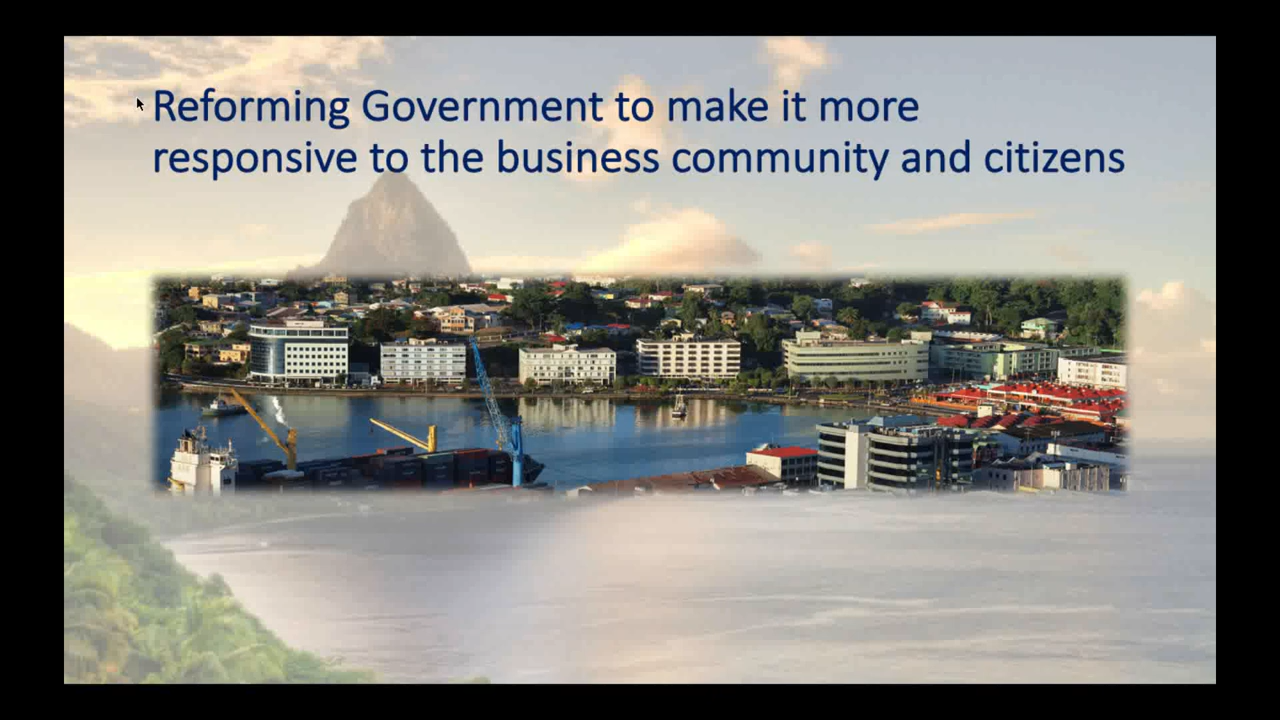 Reforming Government to make it more
responsive to the business community and citizens